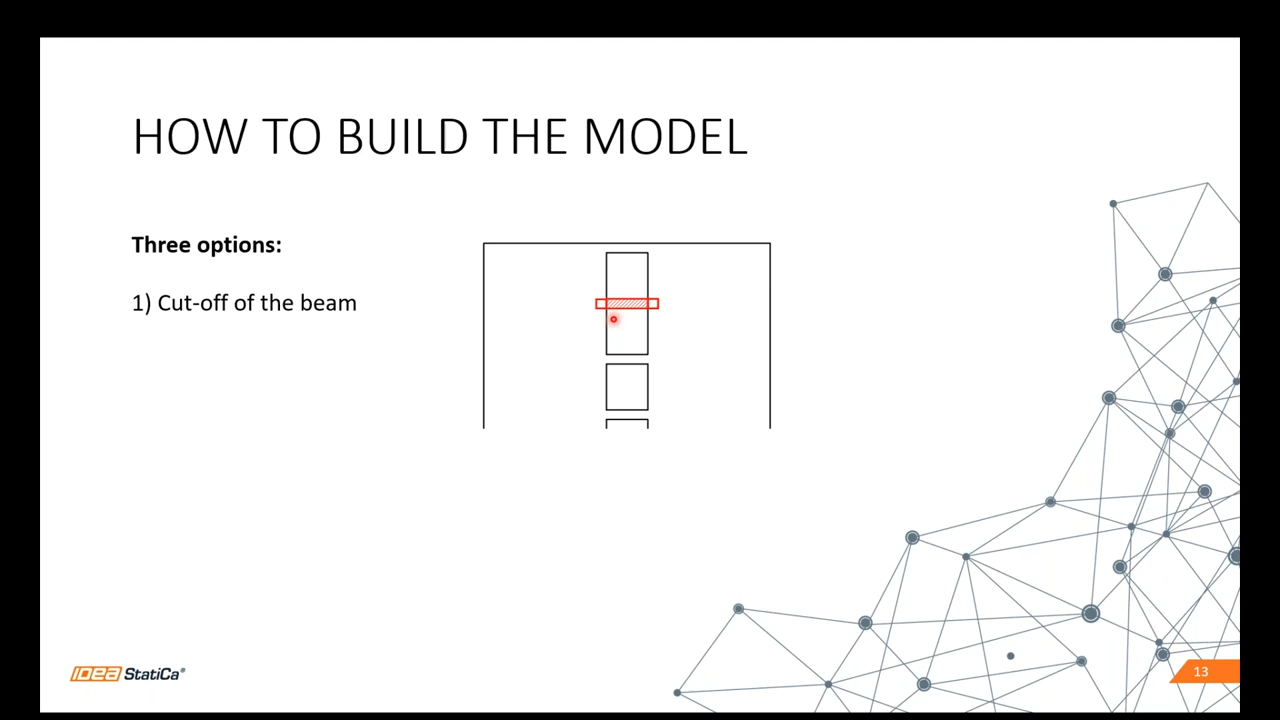 HOW TO BUILD THE MODEL
Three options:
1) Cut-off of the beam
IDEA StatiCa®
13